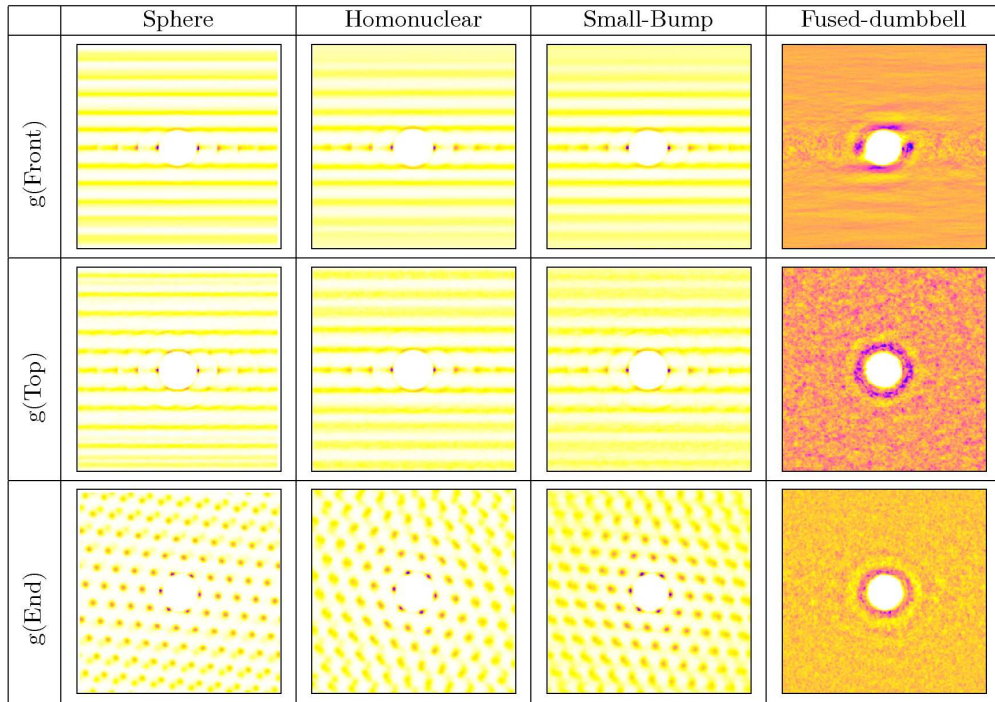 Sphere Homonuclear Small-Bump Fused-dumbbell
g(Front)
g(Top)
g(End)